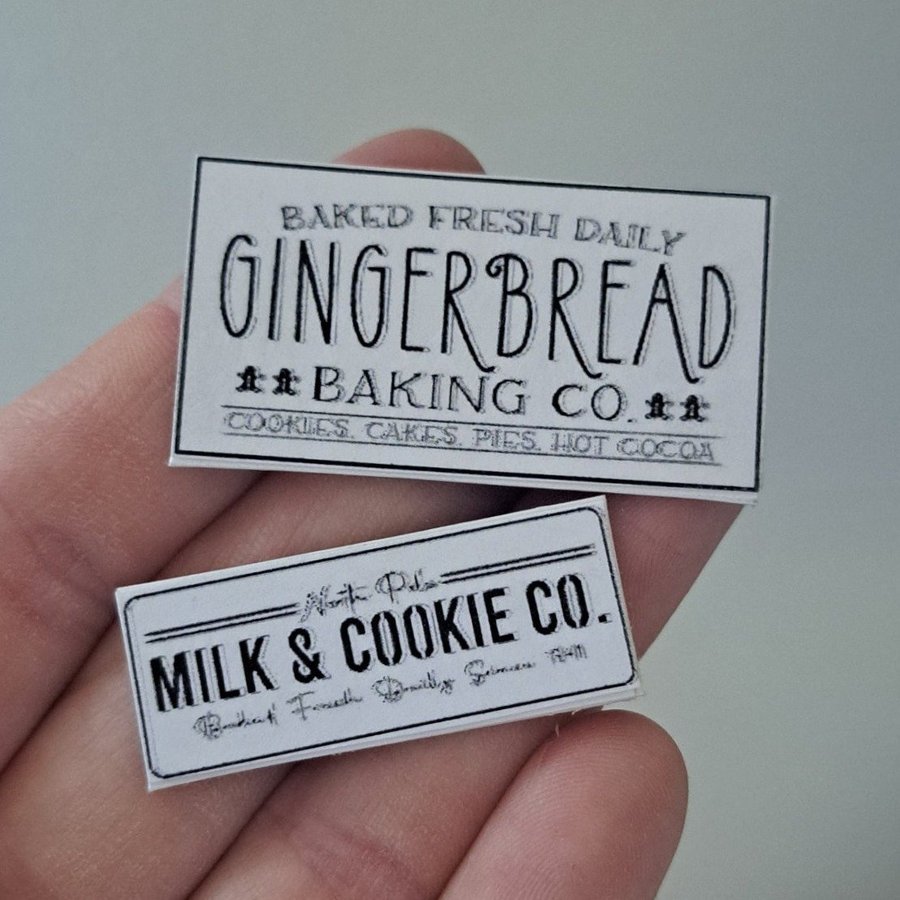 BAKED FRESH DAILY
GINGERBREAD
BAKING CO.
COOKIES. CAKES. PIES. HOT COCOA
North Pole
MILK & COOKIE CO.
Baked Fresh Daily Since